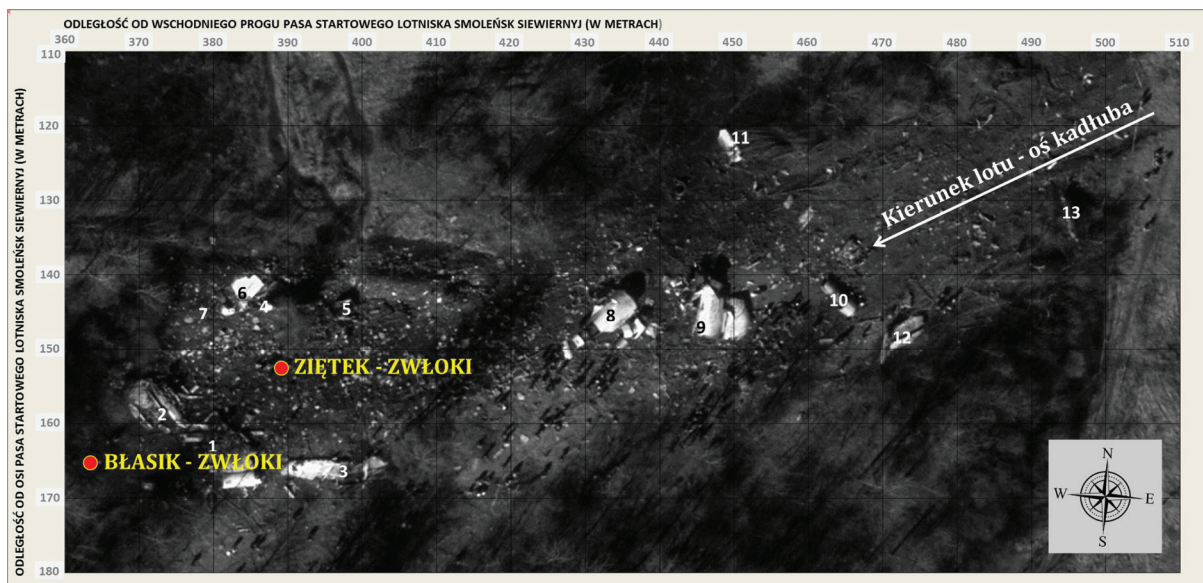 ODLEGŁOŚĆ OD WSCHODNIEGO PROGU PASA STARTOWEGO LOTNISKA SMOLEŃSK SIEWIERNYJ (W METRACH)
360 370 380 390 400 410 420 430 440 450 460 470 480 490 500 510
ODLEGŁOŚĆ OD OSI PASA STARTOWEGO LOTNISKA SMOLEŃSK SIEWIERNYJ (W METRACH)
110
120
11
Kierunek lotu - oś kadłuba
130
13
140
6
7 4 5
10
8
9
12
150
ZIĘTEK - ZWŁOKI
2
160
1
BŁASIK - ZWŁOKI
3
170
180
N
W E
S